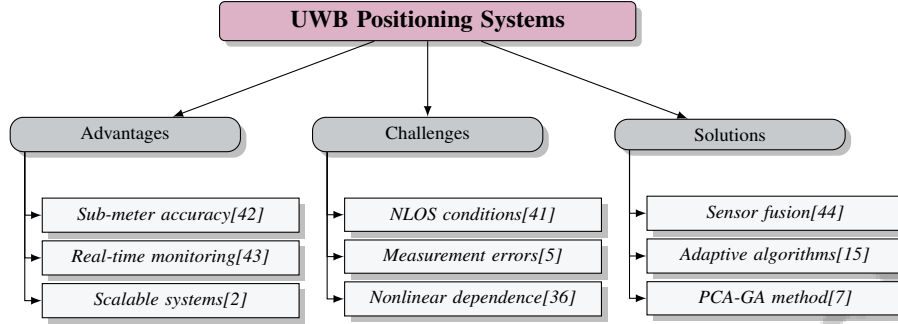 UWB Positioning Systems
Advantages
Challenges
Solutions
Sub-meter accuracy[42]
Real-time monitoring[43]
Scalable systems[2]
NLOS conditions[41]
Measurement errors[5]
Nonlinear dependence[36]
Sensor fusion[44]
Adaptive algorithms[15]
PCA-GA method[7]